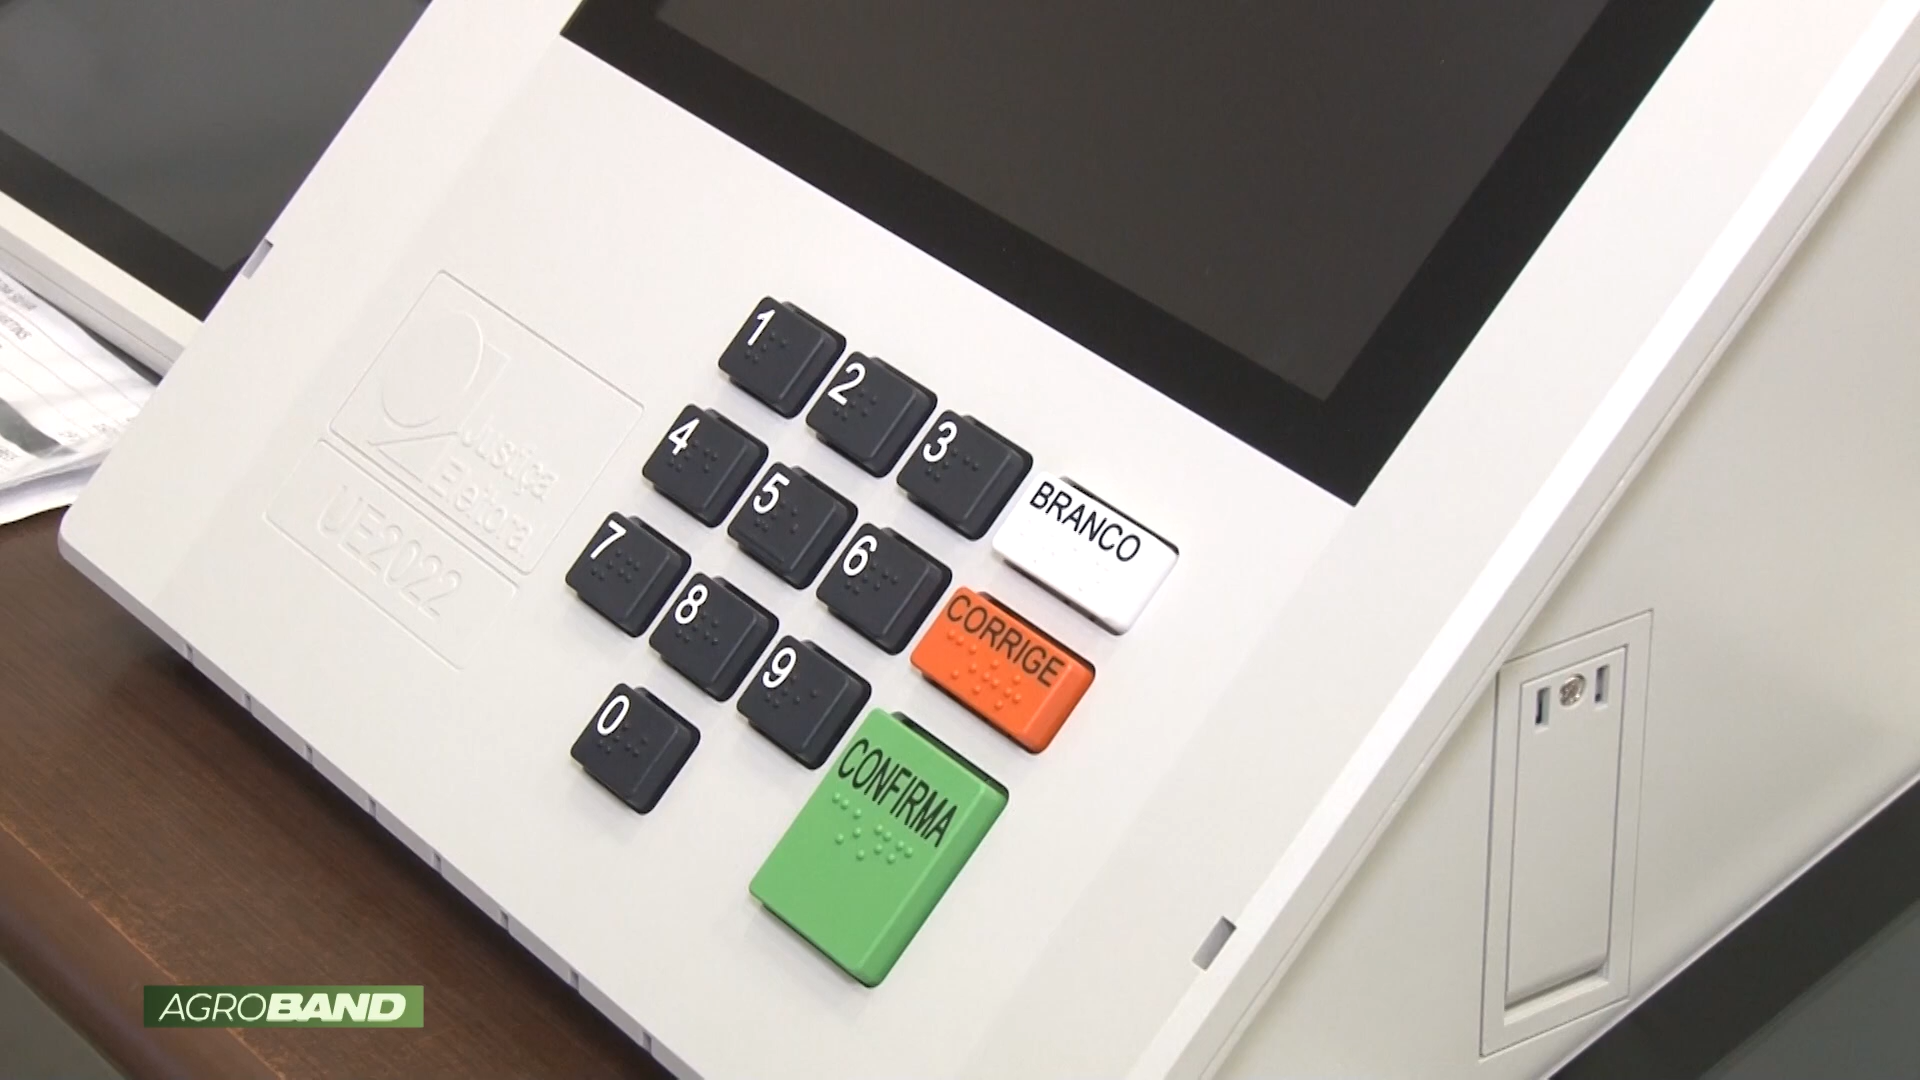 1
2
3
BRANCO
4
5
6
CORRIGE
7
8
9
CONFIRMA
0
Justiça
Eleitoral
UE2022
AGROBAND